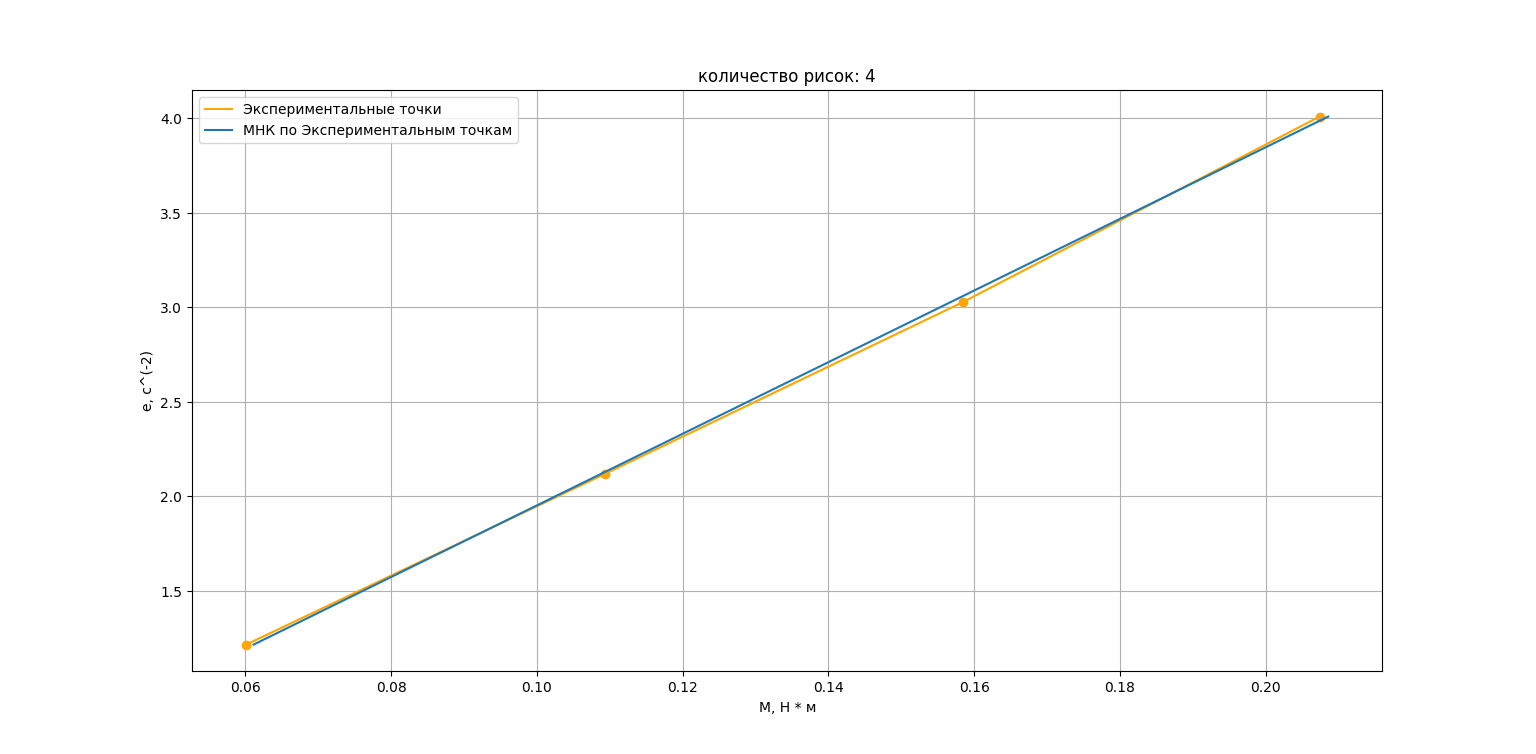 количество рисок: 4
Экспериментальные точки
МНК по Экспериментальным точкам
4.0
3.5
3.0
2.5
2.0
1.5
e, c^(-2)
0.06 0.08 0.10 0.12 0.14 0.16 0.18 0.20
М, Н * м